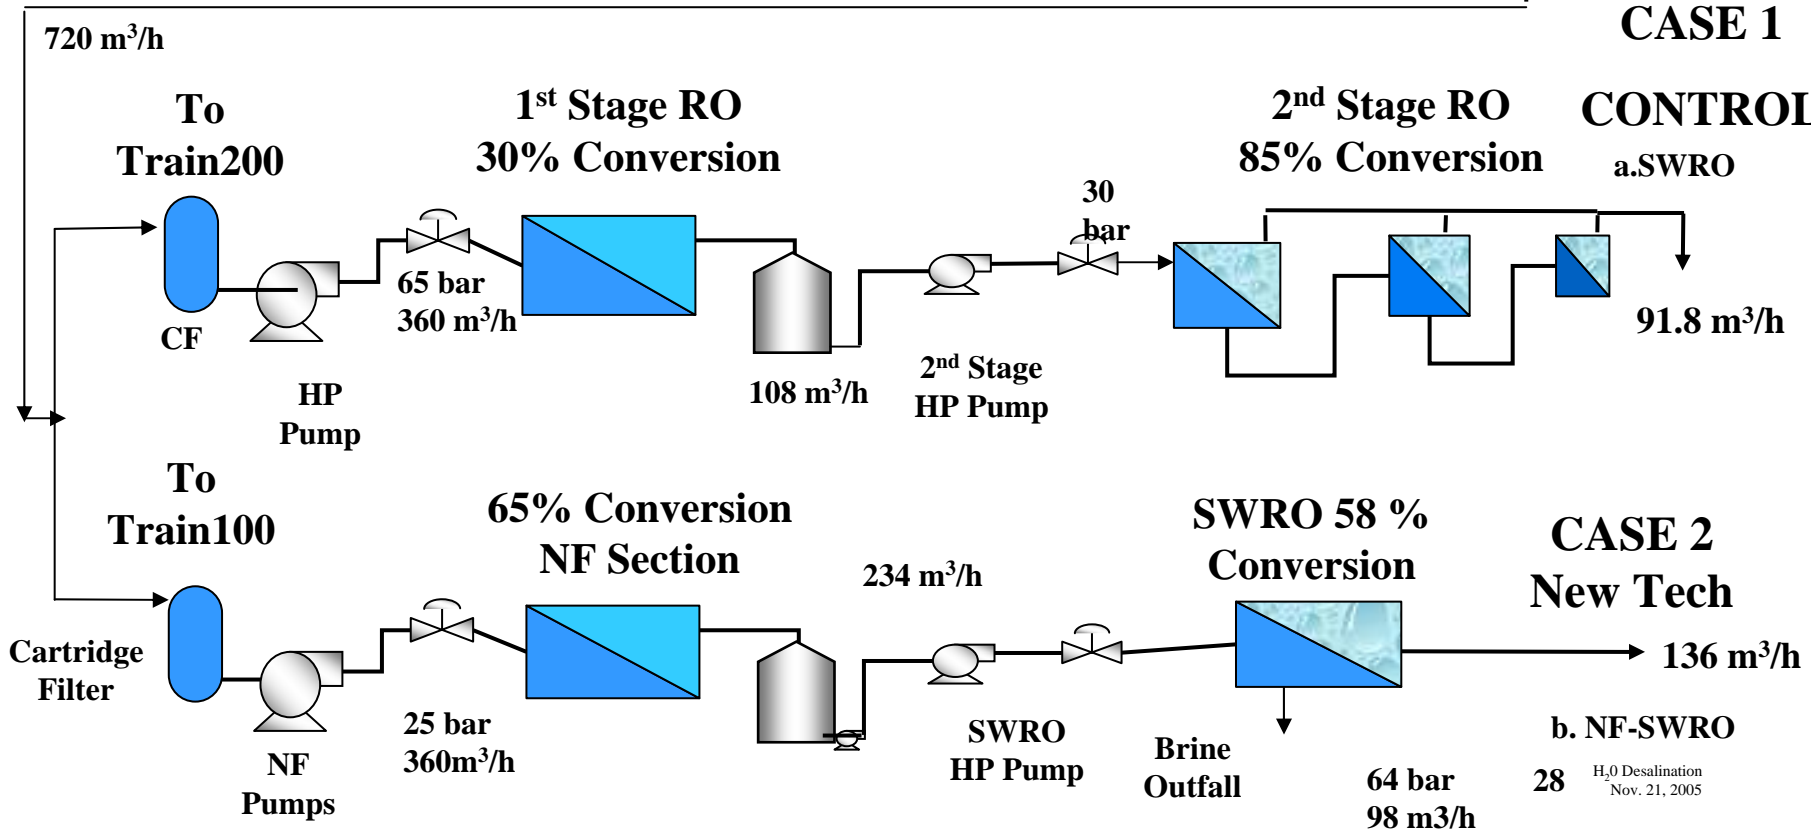 CASE 1
720 m³/h
To
Train200
1st Stage RO
30% Conversion
2nd Stage RO
85% Conversion
CONTROL
a.SWRO
30
bar
65 bar
360 m³/h
CF
HP
Pump
108 m³/h
2nd Stage
HP Pump
91.8 m³/h
To
Train100
65% Conversion
NF Section
234 m³/h
SWRO 58 %
Conversion
CASE 2
New Tech
Cartridge
Filter
136 m³/h
25 bar
360m³/h
NF
Pumps
SWRO
HP Pump
Brine
Outfall
b. NF-SWRO
64 bar
98 m3/h
28
H₂0 Desalination
Nov. 21, 2005